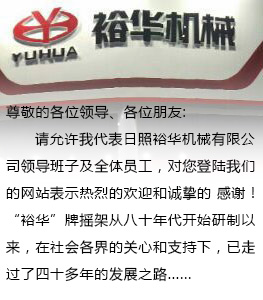 裕华机械
YUHUA
尊敬的各位领导、各位朋友:
请允许我代表日照裕华机械有限公
司领导班子及全体员工，对您登陆我们
的网站表示热烈的欢迎和诚挚的 感谢！
“裕华”牌摇架从八十年代开始研制以
来，在社会各界的关心和支持下，已走
过了四十多年的发展之路......